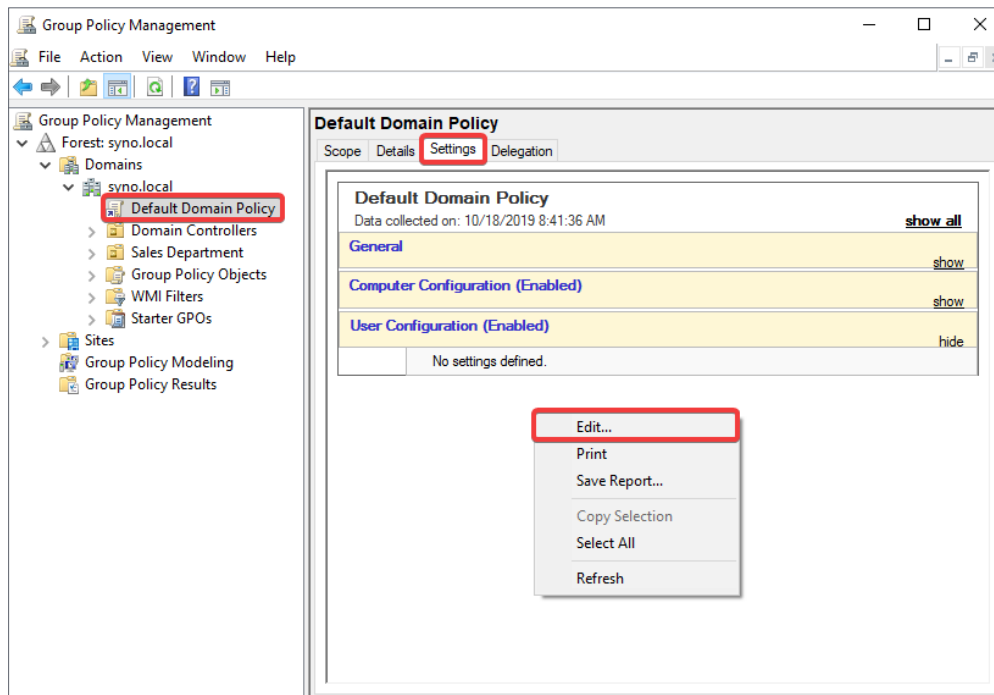 Group Policy Management
File Action View Window Help
Group Policy Management
Forest: syno.local
Domains
syno.local
Default Domain Policy
Domain Controllers
Sales Department
Group Policy Objects
WMI Filters
Starter GPOs
Sites
Group Policy Modeling
Group Policy Results
Default Domain Policy
Scope Details Settings Delegation
Default Domain Policy
Data collected on: 10/18/2019 8:41:36 AM show all
General
show
Computer Configuration (Enabled)
show
User Configuration (Enabled)
hide
No settings defined.
Edit...
Print
Save Report...
Copy Selection
Select All
Refresh